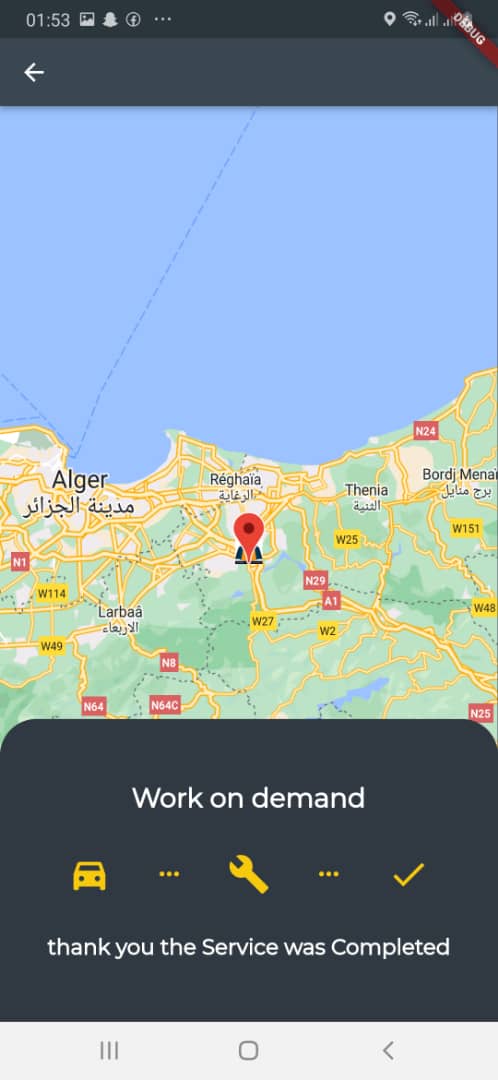 01:53
DEBUG
N24
Alger
مدينة الجزائر
Réghaïa
الرغاية
Thenia
الثنية
Bordj Menaï
برج منايل
W151
W25
N1
W114
N29
A1
Larbaâ
الاربعاء
W27
W2
W48
W49
N8
N64
N64C
N25
Work on demand
thank you the Service was Completed